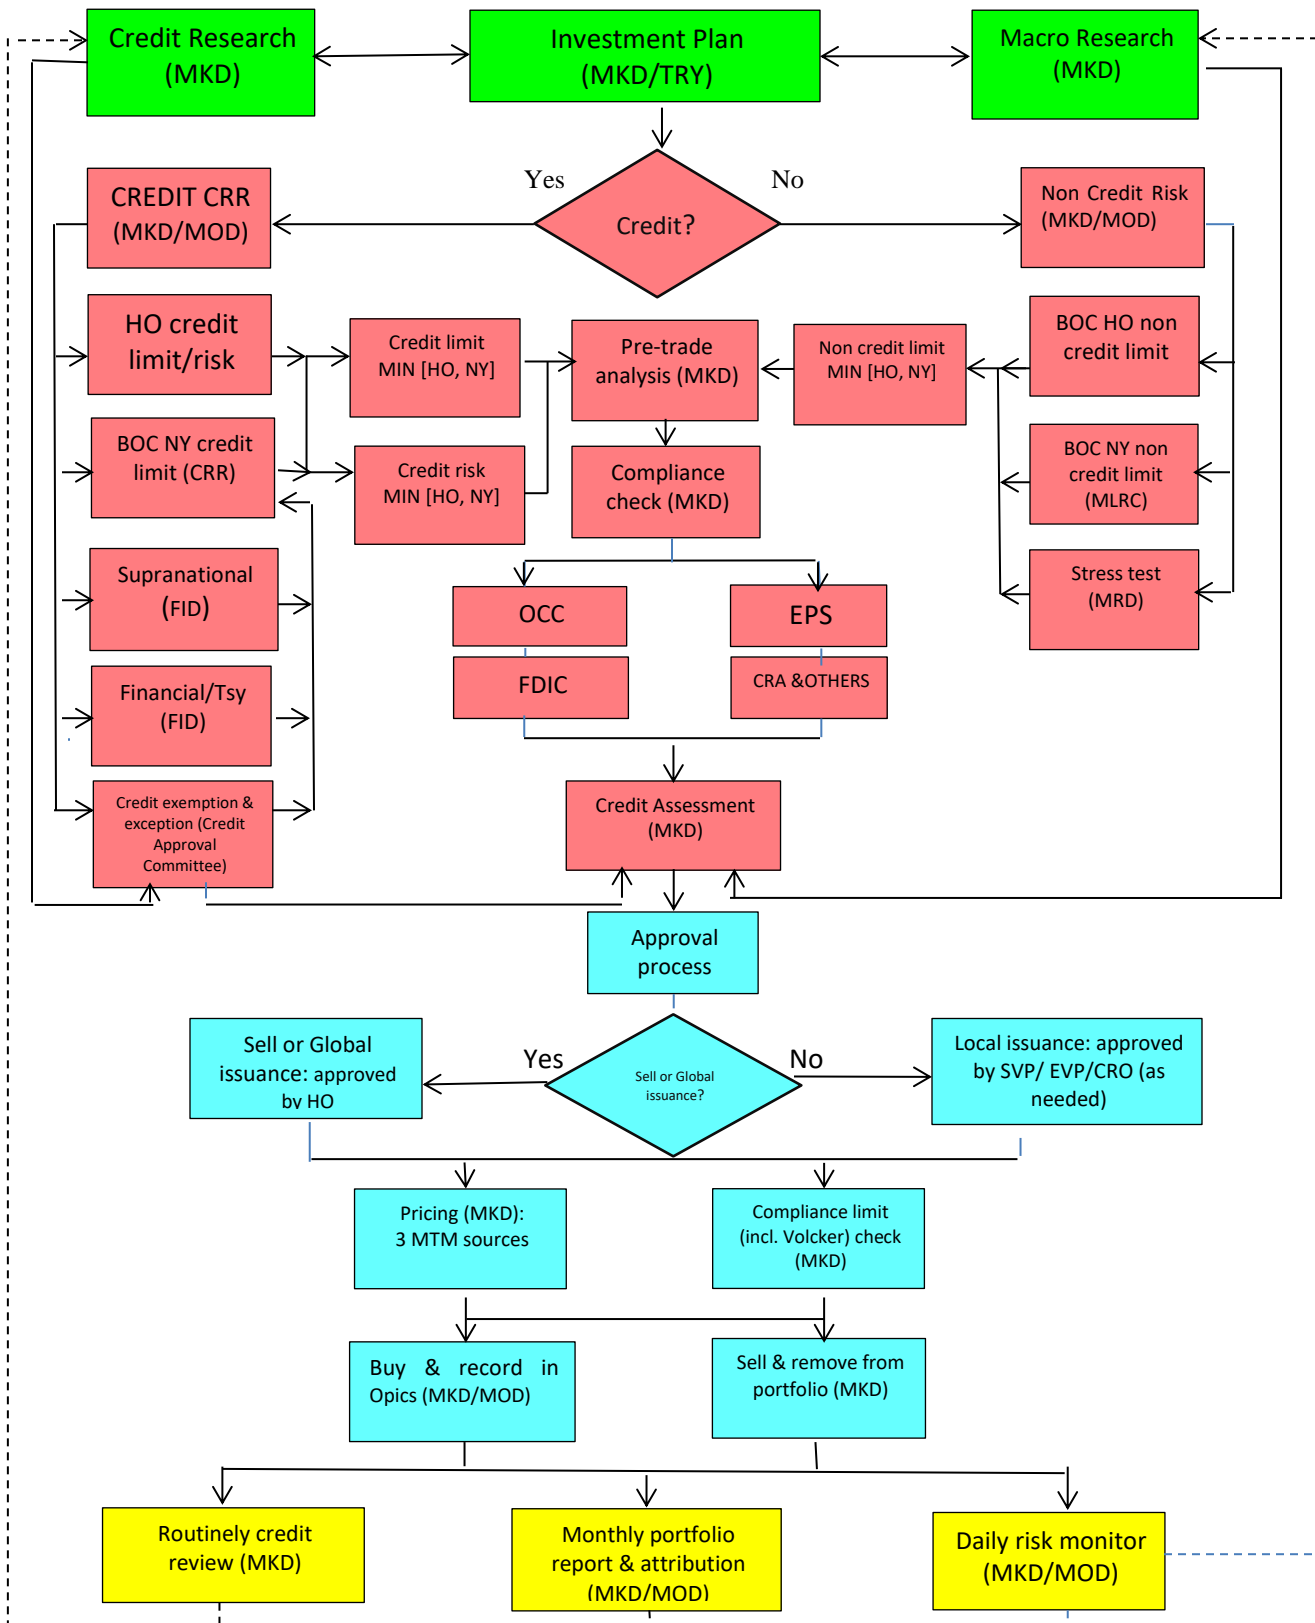 Credit Research
(MKD)
Investment Plan
(MKD/TRY)
Macro Research
(MKD)
Yes
No
CREDIT CRR
(MKD/MOD)
Credit?
Non Credit Risk
(MKD/MOD)
HO credit
limit/risk
Credit limit
MIN [HO, NY]
Pre-trade
analysis (MKD)
Non credit limit
MIN [HO, NY]
BOC HO non
credit limit
BOC NY credit
limit (CRR)
Credit risk
MIN [HO, NY]
Compliance
check (MKD)
BOC NY non
credit limit
(MLRC)
Supranational
(FID)
OCC
EPS
Stress test
(MRD)
Financial/Tsy
(FID)
FDIC
CRA &OTHERS
Credit exemption &
exception (Credit
Approval
Committee)
Credit Assessment
(MKD)
Approval
process
Sell or Global
issuance: approved
by HO
Yes
Sell or Global
issuance?
No
Local issuance: approved
by SVP/ EVP/CRO (as
needed)
Pricing (MKD):
3 MTM sources
Compliance limit
(incl. Volcker) check
(MKD)
Buy & record in
Opics (MKD/MOD)
Sell & remove from
portfolio (MKD)
Routinely credit
review (MKD)
Monthly portfolio
report & attribution
(MKD/MOD)
Daily risk monitor
(MKD/MOD)